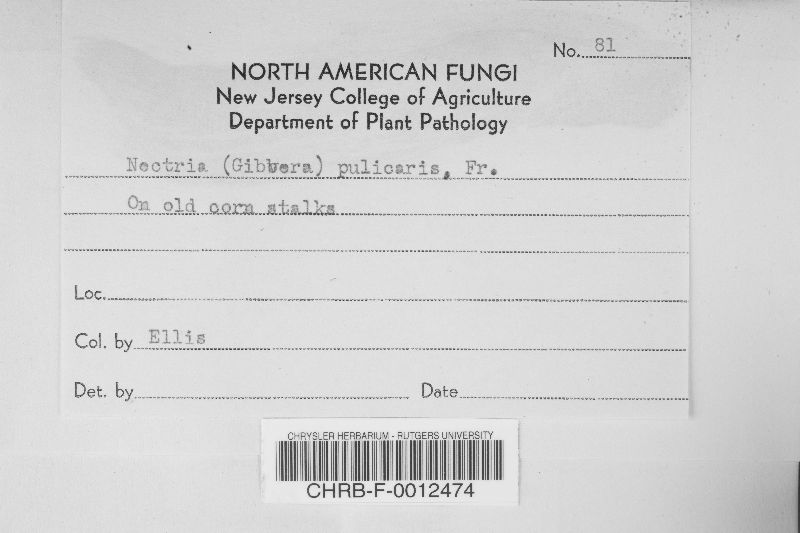 No. 81
NORTH AMERICAN FUNGI
New Jersey College of Agriculture
Department of Plant Pathology
Nectria (Gibbera) pulicaris, Fr.
On old corn stalks
Loc.
Col. by Ellis
Det. by Date
CHRYSLER HERBARIUM - RUTGERS UNIVERSITY
CHRB-F-0012474